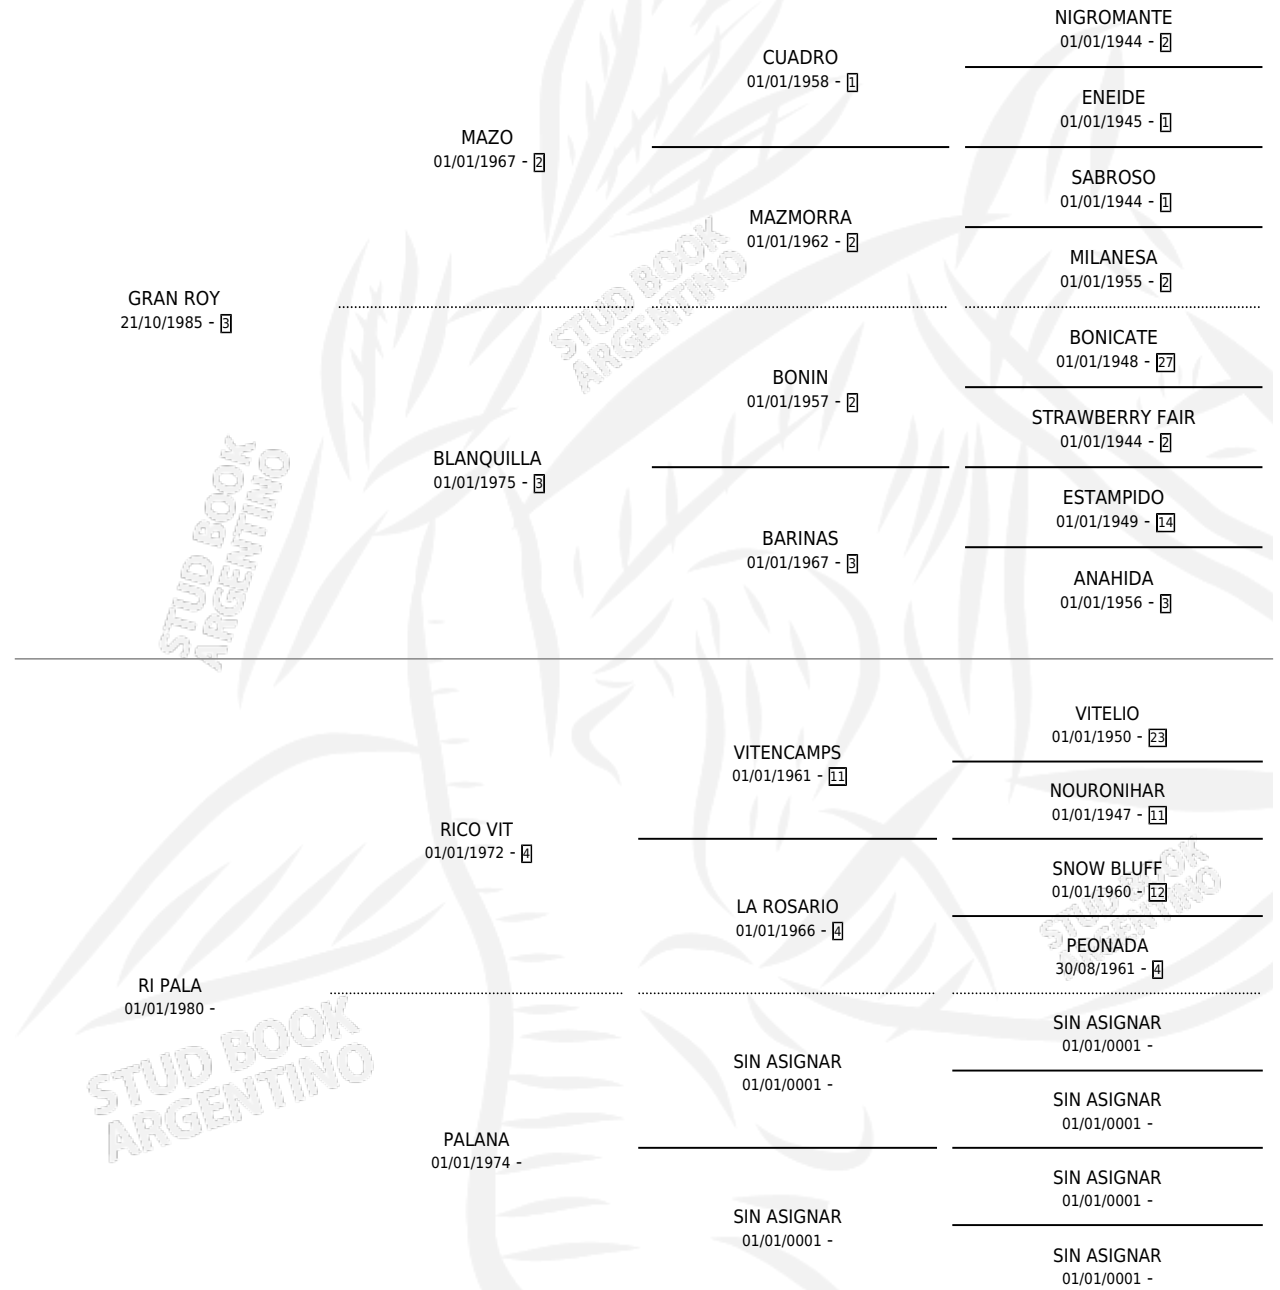 NIGROMANTE
01/01/1944 - 2
CUADRO
01/01/1958 - 1
ENEIDE
01/01/1945 - 1
MAZO
01/01/1967 - 2
SABROSO
01/01/1944 - 1
MAZMORRA
01/01/1962 - 2
MILANESA
01/01/1955 - 2
GRAN ROY
21/10/1985 - 3
BONICATE
01/01/1948 - 27
BONIN
01/01/1957 - 2
STRAWBERRY FAIR
01/01/1944 - 2
BLANQUILLA
01/01/1975 - 3
ESTAMPIDO
01/01/1949 - 14
BARINAS
01/01/1967 - 3
ANAHIDA
01/01/1956 - 3
STUD BOOK
ARGENTINO
STUD BOOK
ARGENTINO
VITELIO
01/01/1950 - 23
VITENCAMPS
01/01/1961 - 11
NOURONIHAR
01/01/1947 - 11
RICO VIT
01/01/1972 - 4
SNOW BLUFF
01/01/1960 - 12
LA ROSARIO
01/01/1966 - 4
PEONADA
30/08/1961 - 4
STUD BOOK
ARGENTINO
RI PALA
01/01/1980 -
SIN ASIGNAR
01/01/0001 -
SIN ASIGNAR
01/01/0001 -
SIN ASIGNAR
01/01/0001 -
PALANA
01/01/1974 -
SIN ASIGNAR
01/01/0001 -
SIN ASIGNAR
01/01/0001 -
SIN ASIGNAR
01/01/0001 -
STUD BOOK
ARGENTINO